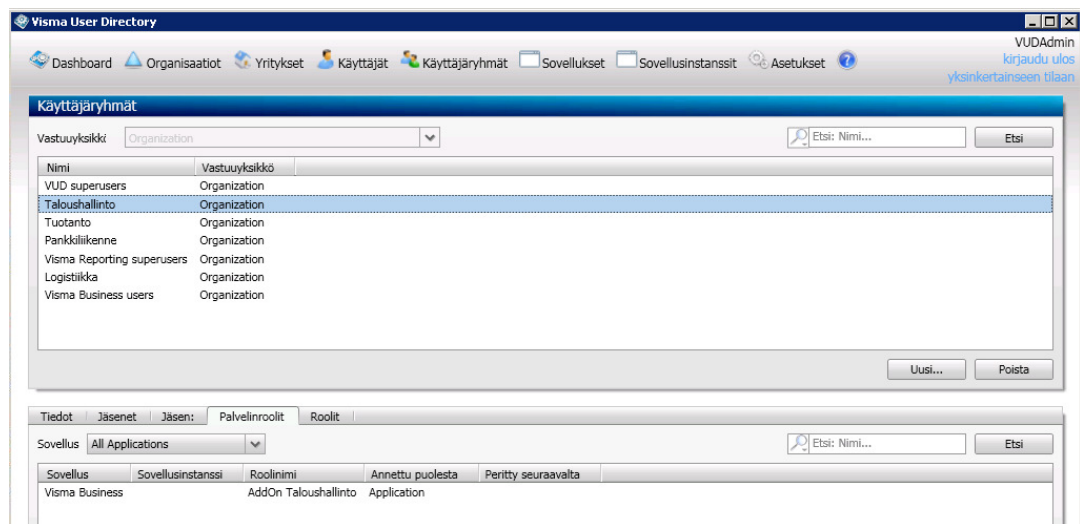 Visma User Directory
VUDAdmin
Dashboard Organisaatiot Yritykset Käyttäjät Käyttäjäryhmät Sovellukset Sovellusinstanssit Asetukset ?
kirjaudu ulos
yksinkertainseen tilaan
Käyttäjäryhmät
Vastuuyksikkö Organization Etsi: Nimi... Etsi
Nimi Vastuuyksikkö
VUD superusers Organization
Taloushallinto Organization
Tuotanto Organization
Pankkiliikenne Organization
Visma Reporting superusers Organization
Logistiikka Organization
Visma Business users Organization
Uusi... Poista
Tiedot Jäsenet Jäsen: Palvelinroolit Roolit
Sovellus All Applications Etsi: Nimi... Etsi
Sovellus Sovellusinstanssi Roolinimi Annettu puolesta Peritty seuraavalta
Visma Business AddOn Taloushallinto Application